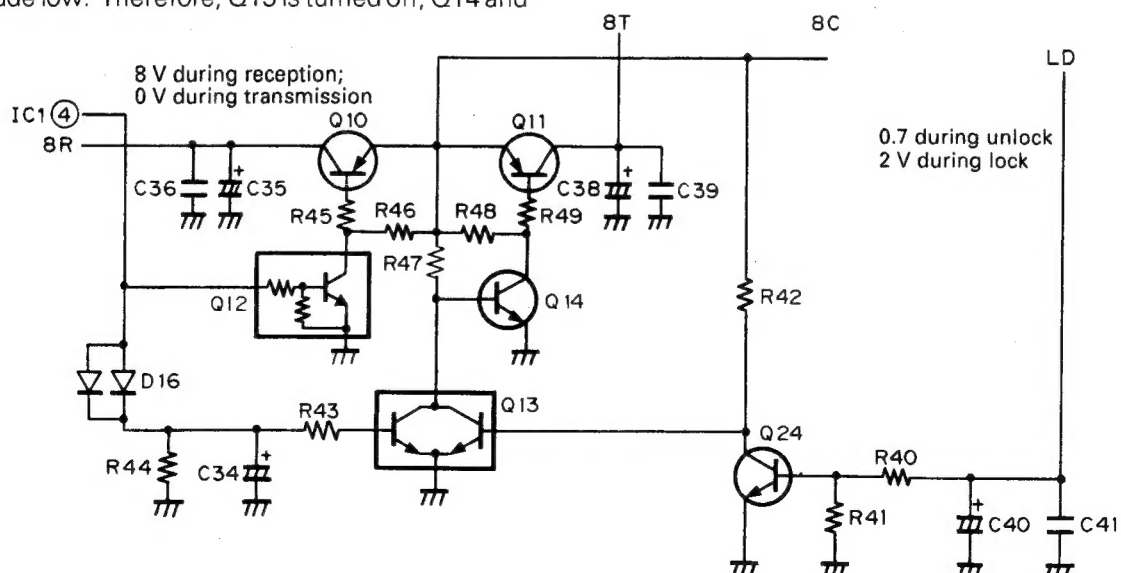 ude low. Therefore, Q13 is turned off, Q14 and
8T
8C
LD
8 V during reception;
0 V during transmission
IC1 ④
8R
Q10
Q11
0.7 during unlock
2 V during lock
C36
+
C35
C38
+
C39
R45
R46
R48
R49
R47
Q12
Q14
R42
D16
R43
Q13
Q24
R44
C34
+
R40
R41
+
C40
C41